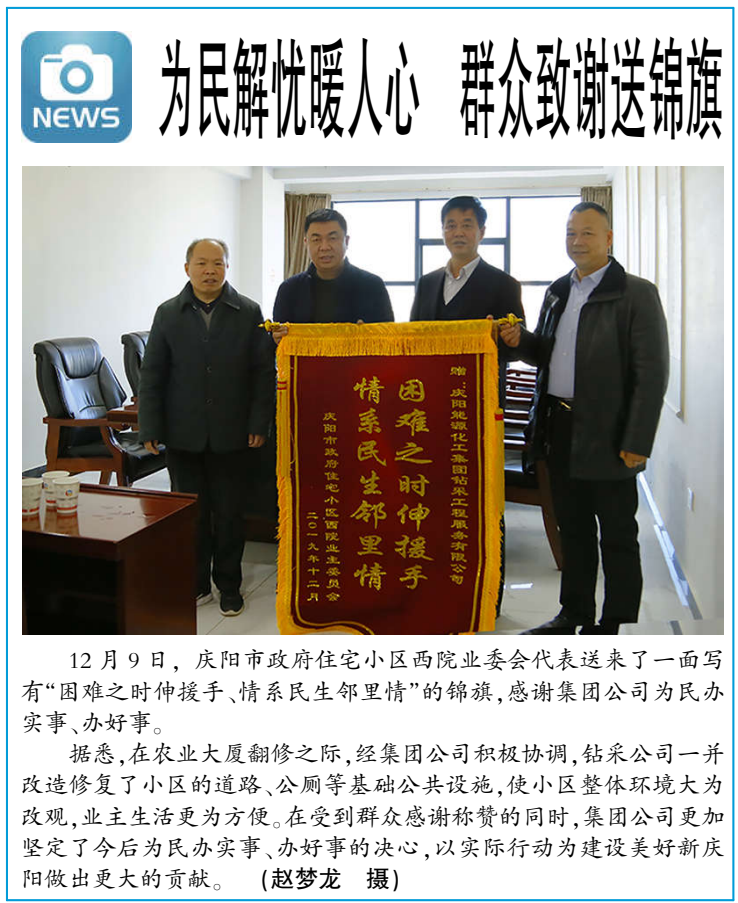 NEWS
为民解忧暖人心 群众致谢送锦旗
赠：庆阳能源化工集团钻采工程服务有限公司
困难之时伸援手
情系民生邻里情
庆阳市政府住宅小区西院业主委员会
二〇一九年十二月
12 月 9 日，庆阳市政府住宅小区西院业委会代表送来了一面写
有“困难之时伸援手、情系民生邻里情”的锦旗，感谢集团公司为民办
实事、办好事。
据悉，在农业大厦翻修之际，经集团公司积极协调，钻采公司一并
改造修复了小区的道路、公厕等基础公共设施，使小区整体环境大为
改观，业主生活更为方便。在受到群众感谢称赞的同时，集团公司更加
坚定了今后为民办实事、办好事的决心，以实际行动为建设美好新庆
阳做出更大的贡献。 （赵梦龙 摄）